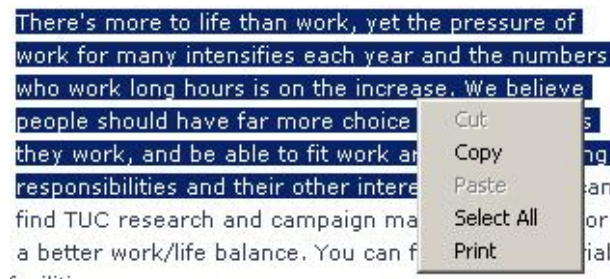 There's more to life than work, yet the pressure of
work for many intensifies each year and the numbers
who work long hours is on the increase. We believe
people should have far more choice
they work, and be able to fit work
responsibilities and their other
find TUC research and campaign
a better work/life balance. You can
Cut
Copy
Paste
Select All
Print